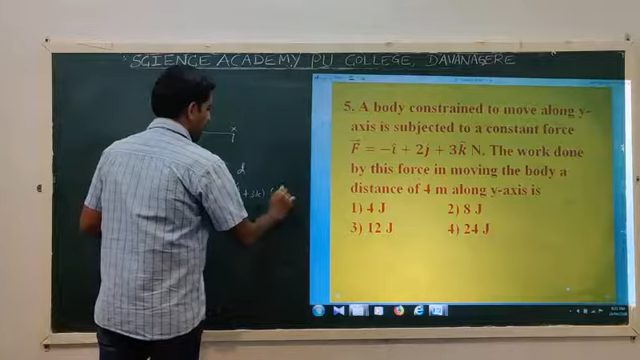 SCIENCE ACADEMY PU COLLEGE, DAVANAGERE
5. A body constrained to move along y-
axis is subjected to a constant force
F⃗ = −î + 2ĵ + 3k̂ N. The work done
by this force in moving the body a
distance of 4 m along y-axis is
1) 4 J 2) 8 J
3) 12 J 4) 24 J
d
+3k)